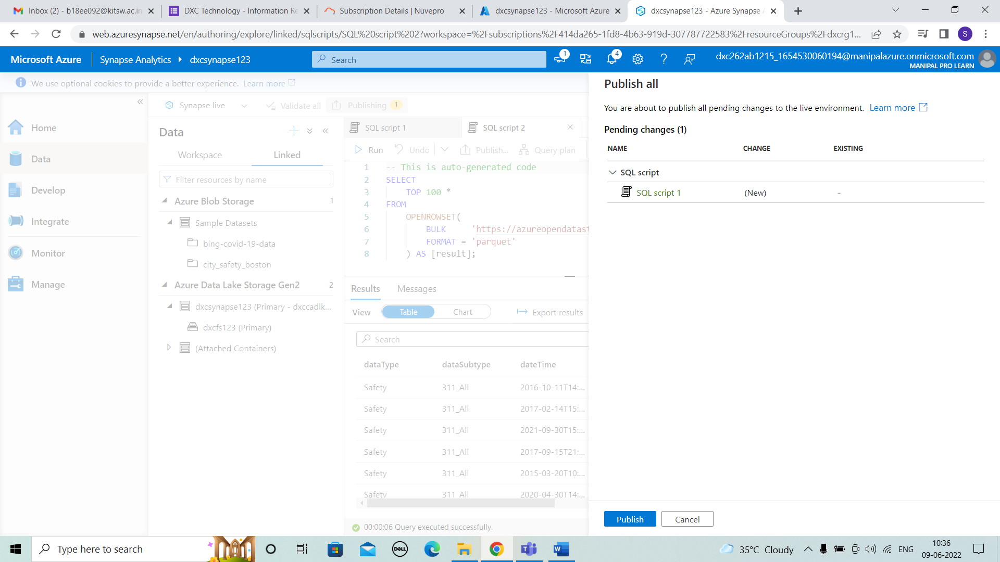 Inbox (2) - b18ee092@kitsw.ac.in
DXC Technology - Information Re
Subscription Details | Nuvepro
dxcsynapse123 - Microsoft Azure
dxcsynapse123 - Azure Synapse A
web.azuresynapse.net/en/authoring/explore/linked/sqlscripts/SQL%20script%202?workspace=%2Fsubscriptions%2F414da265-1fd8-4b63-919d-307787722583%2FresourceGroups%2Fdxcrg1...
S
Microsoft Azure
Synapse Analytics
dxcsynapse123
Search
1
4
dxc262ab1215_1654530060194@manipalazure.onmicrosoft.com
MANIPAL PRO LEARN
We use optional cookies to provide a better experience. Learn more
Home
Data
Develop
Integrate
Monitor
Manage
Synapse live
Validate all
Publishing 1
Data
Workspace
Linked
Filter resources by name
Azure Blob Storage 1
Sample Datasets
bing-covid-19-data
city_safety_boston
Azure Data Lake Storage Gen2 2
dxcsynapse123 (Primary - dxccadlk...
dxcfs123 (Primary)
(Attached Containers)
SQL script 1
SQL script 2
Run
Undo
Publish...
Query plan
1 -- This is auto-generated code
2 SELECT
3 TOP 100 *
4 FROM
5 OPENROWSET(
6 BULK 'https://azureopendatast
7 FORMAT = 'parquet'
8 ) AS [result];
Results
Messages
View
Table
Chart
Export results
Search
dataType dataSubtype dateTime
Safety 311_All 2016-10-11T14:...
Safety 311_All 2017-02-14T15:...
Safety 311_All 2021-09-30T15:...
Safety 311_All 2017-09-15T21:...
Safety 311_All 2015-03-20T10:...
Safety 311_All 2020-04-30T14:...
00:00:06 Query executed successfully.
Publish all
You are about to publish all pending changes to the live environment. Learn more
Pending changes (1)
NAME CHANGE EXISTING
SQL script
SQL script 1 (New) -
Publish
Cancel
Type here to search
DELL
W
35°C Cloudy
ENG
10:36
09-06-2022